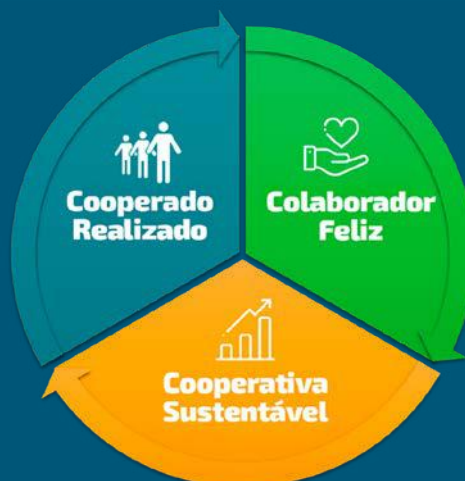 Cooperado
Realizado
Colaborador
Feliz
Cooperativa
Sustentável